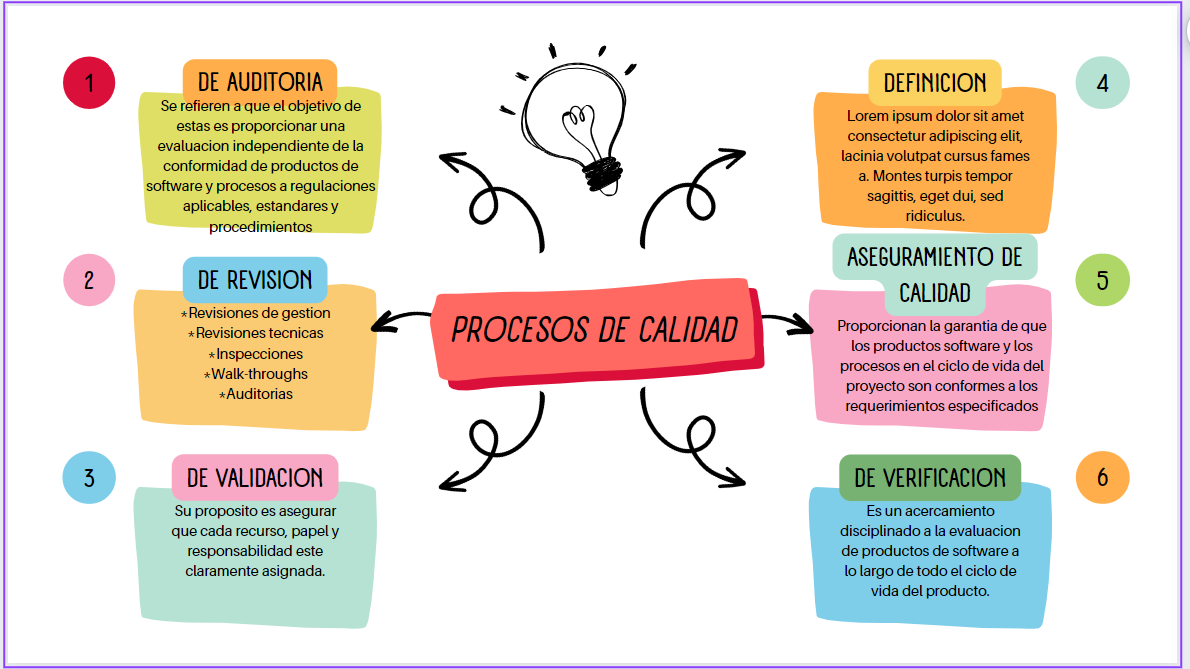 1
DE AUDITORIA
Se refieren a que el objetivo de
estas es proporcionar una
evaluacion independiente de la
conformidad de productos de
software y procesos a regulaciones
aplicables, estandares y
procedimientos
2
DE REVISION
*Revisiones de gestion
*Revisiones tecnicas
*Inspecciones
*Walk-throughs
*Auditorias
3
DE VALIDACION
Su proposito es asegurar
que cada recurso, papel y
responsabilidad este
claramente asignada.
PROCESOS DE CALIDAD
DEFINICION
4
Lorem ipsum dolor sit amet
consectetur adipiscing elit,
lacinia volutpat cursus fames
a. Montes turpis tempor
sagittis, eget dui, sed
ridiculus.
ASEGURAMIENTO DE
CALIDAD
5
Proporcionan la garantia de que
los productos software y los
procesos en el ciclo de vida del
proyecto son conformes a los
requerimientos especificados
DE VERIFICACION
6
Es un acercamiento
disciplinado a la evaluacion
de productos de software a
lo largo de todo el ciclo de
vida del producto.